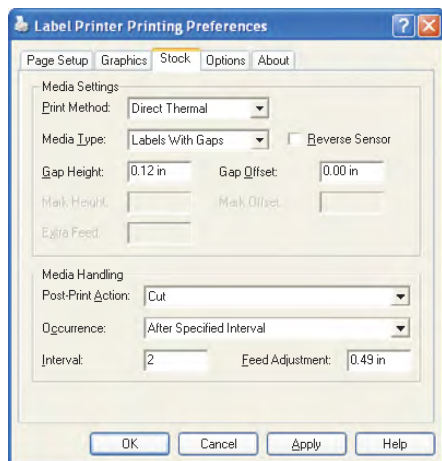 Label Printer Printing Preferences
Page Setup Graphics Stock Options About
Media Settings
Print Method: Direct Thermal
Media Type: Labels With Gaps Reverse Sensor
Gap Height: 0.12 in Gap Offset: 0.00 in
Mark Height: Mark Offset:
Extra Feed:
Media Handling
Post-Print Action: Cut
Occurrence: After Specified Interval
Interval: 2 Feed Adjustment: 0.49 in
OK Cancel Apply Help